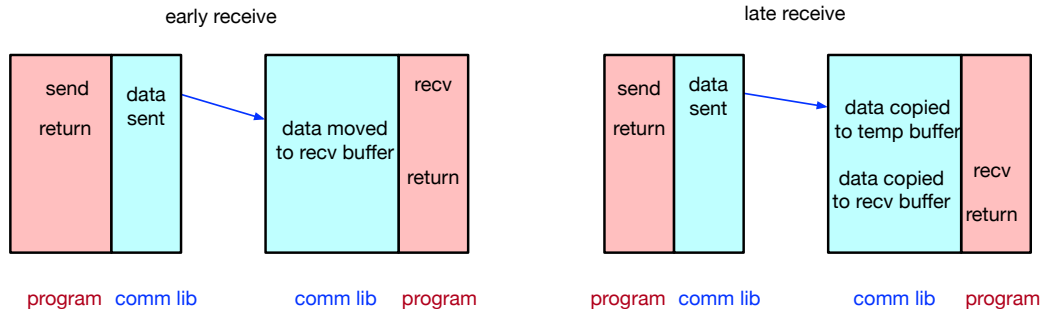 early receive
send
return
data
sent
data moved
to recv buffer
recv
return
program
comm lib
comm lib
program
late receive
send
return
data
sent
data copied
to temp buffer
data copied
to recv buffer
recv
return
program
comm lib
comm lib
program